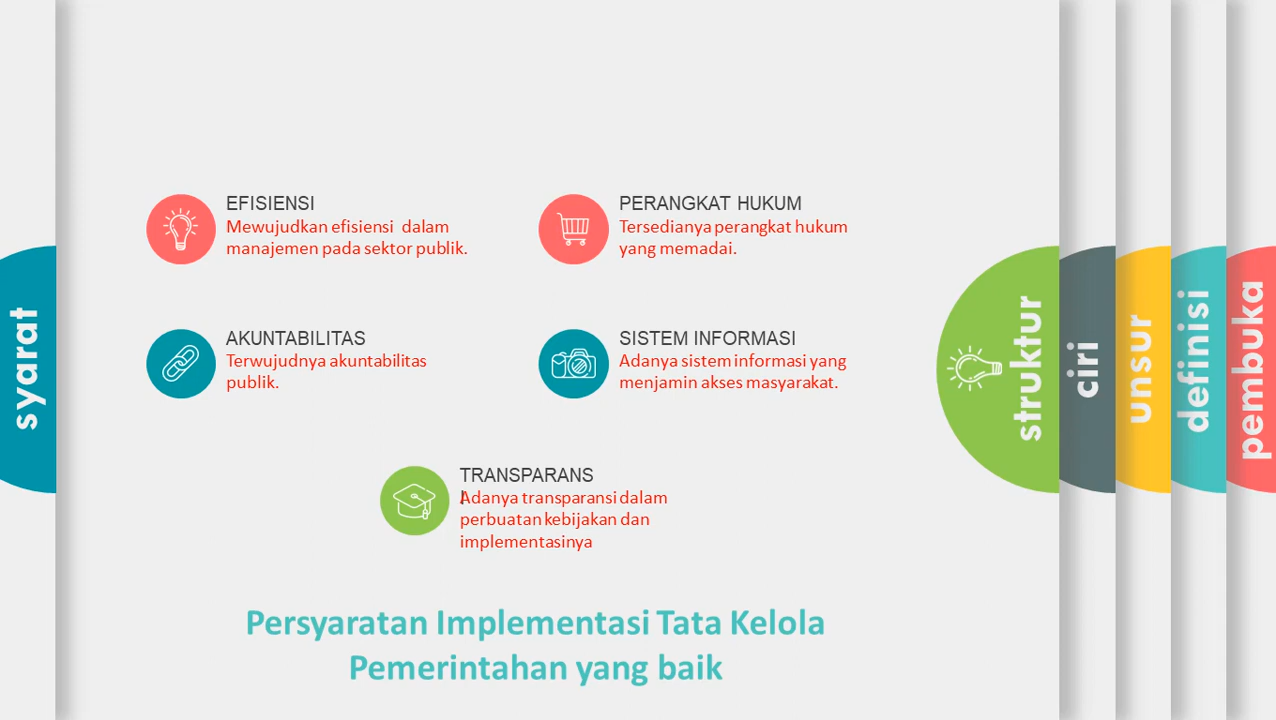 syarat
EFISIENSI
Mewujudkan efisiensi dalam
manajemen pada sektor publik.
PERANGKAT HUKUM
Tersedianya perangkat hukum
yang memadai.
AKUNTABILITAS
Terwujudnya akuntabilitas
publik.
SISTEM INFORMASI
Adanya sistem informasi yang
menjamin akses masyarakat.
TRANSPARANS
I
Adanya transparansi dalam
perbuatan kebijakan dan
implementasinya
Persyaratan Implementasi Tata Kelola
Pemerintahan yang baik
struktur
ciri
unsur
definisi
pembuka